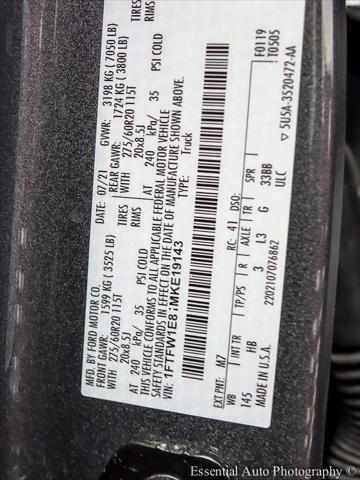 MFD. BY FORD MOTOR CO.
DATE: 07/21 GVWR: 3198 KG ( 7050 LB)
FRONT GAWR: 1599 KG ( 3525 LB) REAR GAWR: 1724 KG ( 3800 LB)
WITH 275/60R20 115T TIRES WITH 275/60R20 115T TIRES
20x8.5J RIMS 20x8.5J RIMS
AT 240 kPa/ 35 PSI COLD AT 240 kPa/ 35 PSI COLD
THIS VEHICLE CONFORMS TO ALL APPLICABLE FEDERAL MOTOR VEHICLE
SAFETY STANDARDS IN EFFECT ON THE DATE OF MANUFACTURE SHOWN ABOVE.
VIN: 1FTFW1E81MKE19143 TYPE: Truck
F0119
T0505
EXT PNT: M7 RC: 41 DSO:
WB INT TR TP/PS R AXLE TR SPR
145 HB 3 L3 G 33BB
MADE IN U.S.A. 2202107076862 ULC
5U5A-3520472-AA
Essential Auto Photography ©